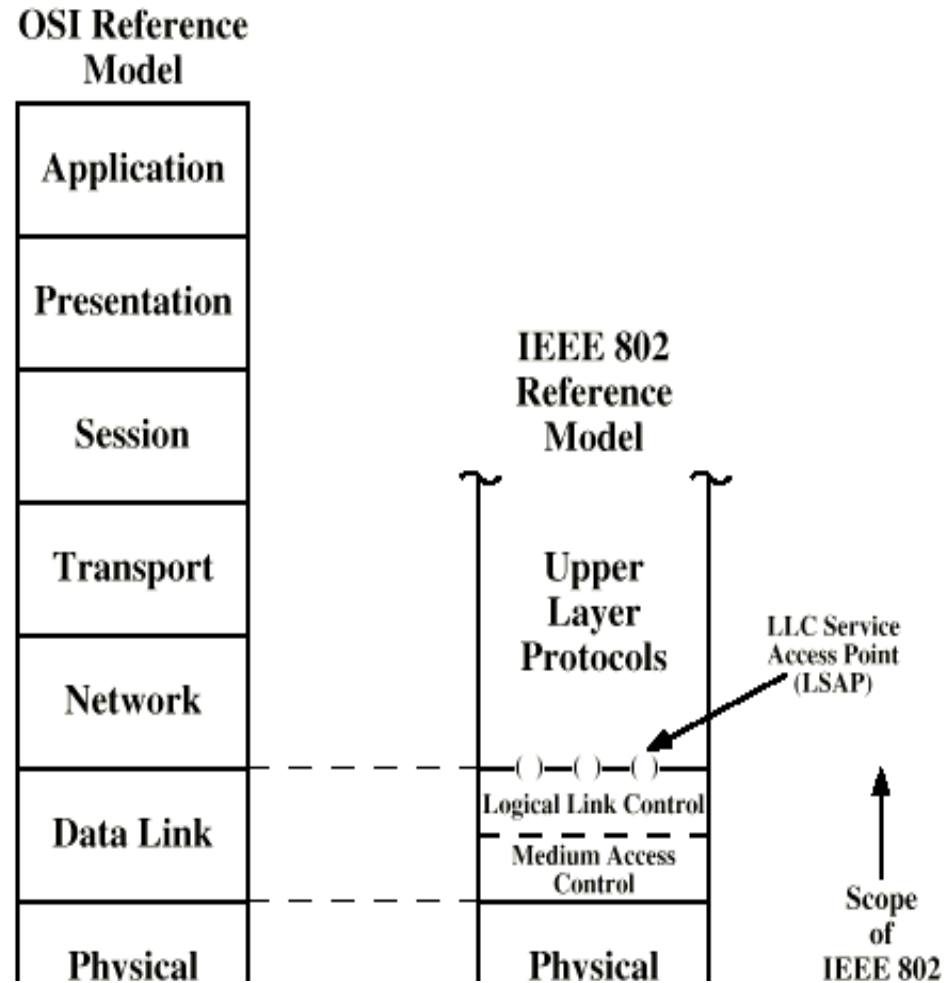 OSI Reference
Model
Application
Presentation
Session
Transport
Network
Data Link
Physical
IEEE 802
Reference
Model
Upper
Layer
Protocols
LLC Service
Access Point
(LSAP)
Logical Link Control
Medium Access
Control
Physical
Scope
of
IEEE 802